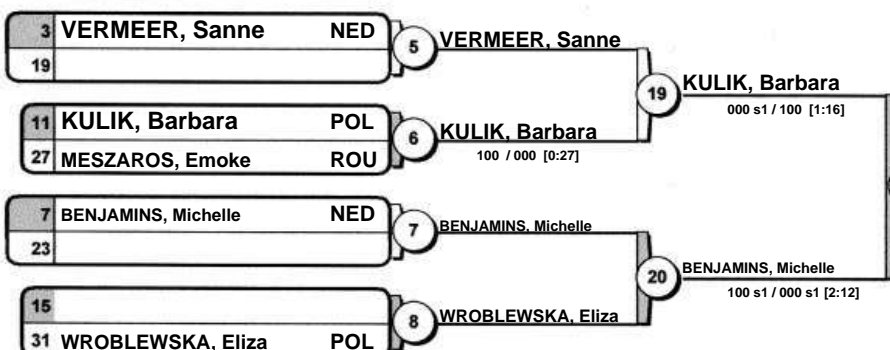 3 VERMEER, Sanne NED
19
5 VERMEER, Sanne
11 KULIK, Barbara POL
27 MESZAROS, Emoke ROU
6 KULIK, Barbara
100 / 000 [0:27]
19 KULIK, Barbara
000 s1 / 100 [1:16]
7 BENJAMINS, Michelle NED
23
7 BENJAMINS, Michelle
15
31 WROBLEWSKA, Eliza POL
8 WROBLEWSKA, Eliza
20 BENJAMINS, Michelle
100 s1 / 000 s1 [2:12]